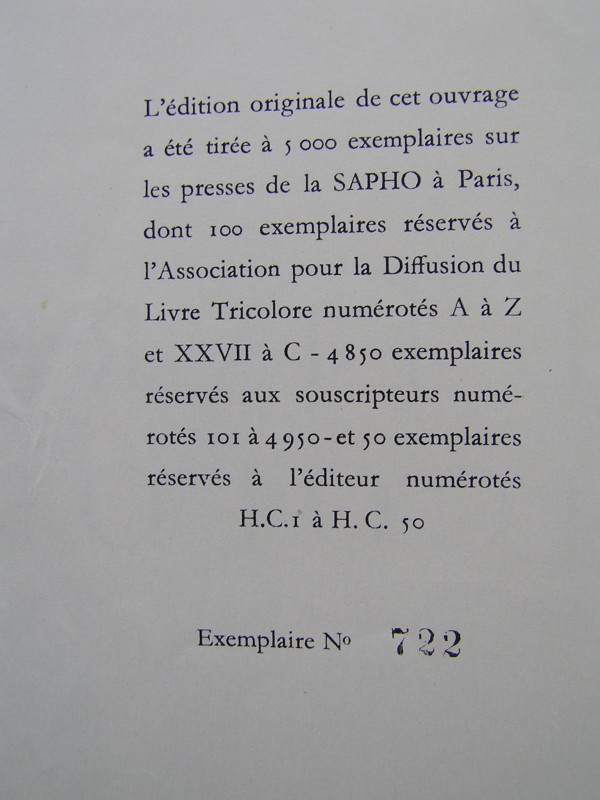 L'édition originale de cet ouvrage
a été tirée à 5 000 exemplaires sur
les presses de la SAPHO à Paris,
dont 100 exemplaires réservés à
l'Association pour la Diffusion du
Livre Tricolore numérotés A à Z
et XXVII à C - 4 850 exemplaires
réservés aux souscripteurs numé-
rotés 101 à 4 950 - et 50 exemplaires
réservés à l'éditeur numérotés
H.C.1 à H. C. 50
Exemplaire Nº 722